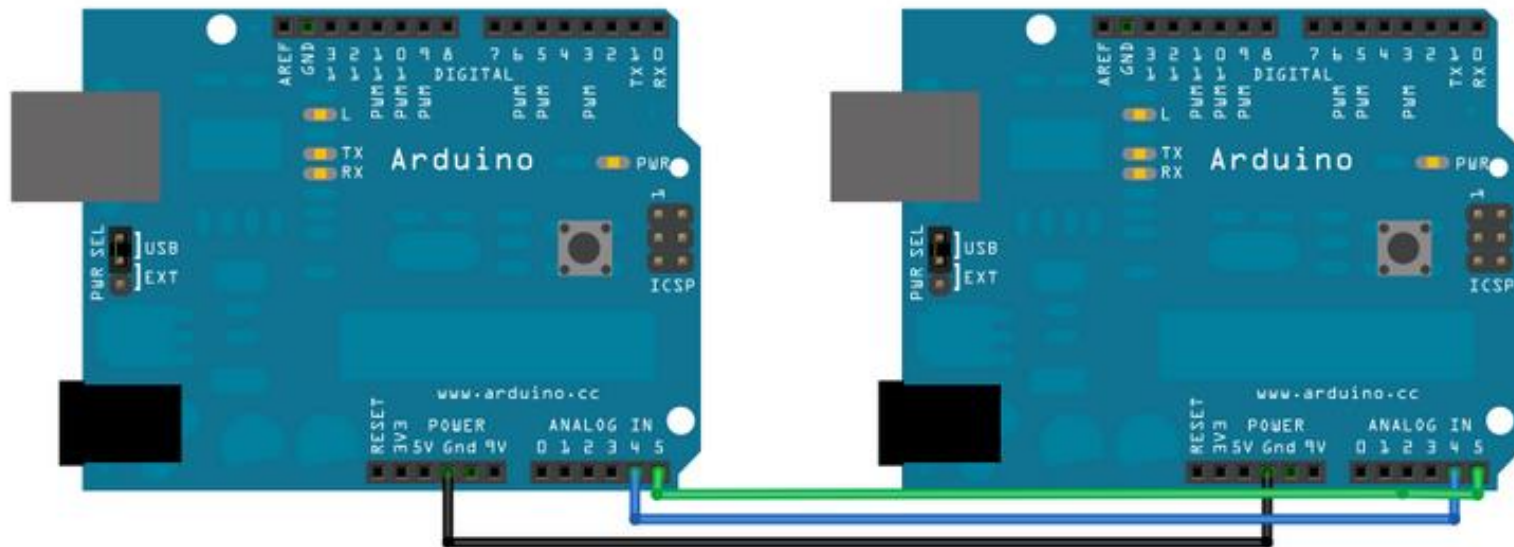 AREF
GND
13
12
PWM 11
PWM 10
PWM 9
8
7
PWM 6
PWM 5
4
PWM 3
2
TX 1
RX 0
DIGITAL
L
TX
RX
Arduino
PWR
1
ICSP
PWR SEL
USB
EXT
www.arduino.cc
POWER
ANALOG IN
RESET
3V3
5V Gnd 9V
0 1 2 3 4 5
AREF
GND
13
12
PWM 11
PWM 10
PWM 9
8
7
PWM 6
PWM 5
4
PWM 3
2
TX 1
RX 0
DIGITAL
L
TX
RX
Arduino
PWR
1
ICSP
PWR SEL
USB
EXT
www.arduino.cc
POWER
ANALOG IN
RESET
3V3
5V Gnd 9V
0 1 2 3 4 5